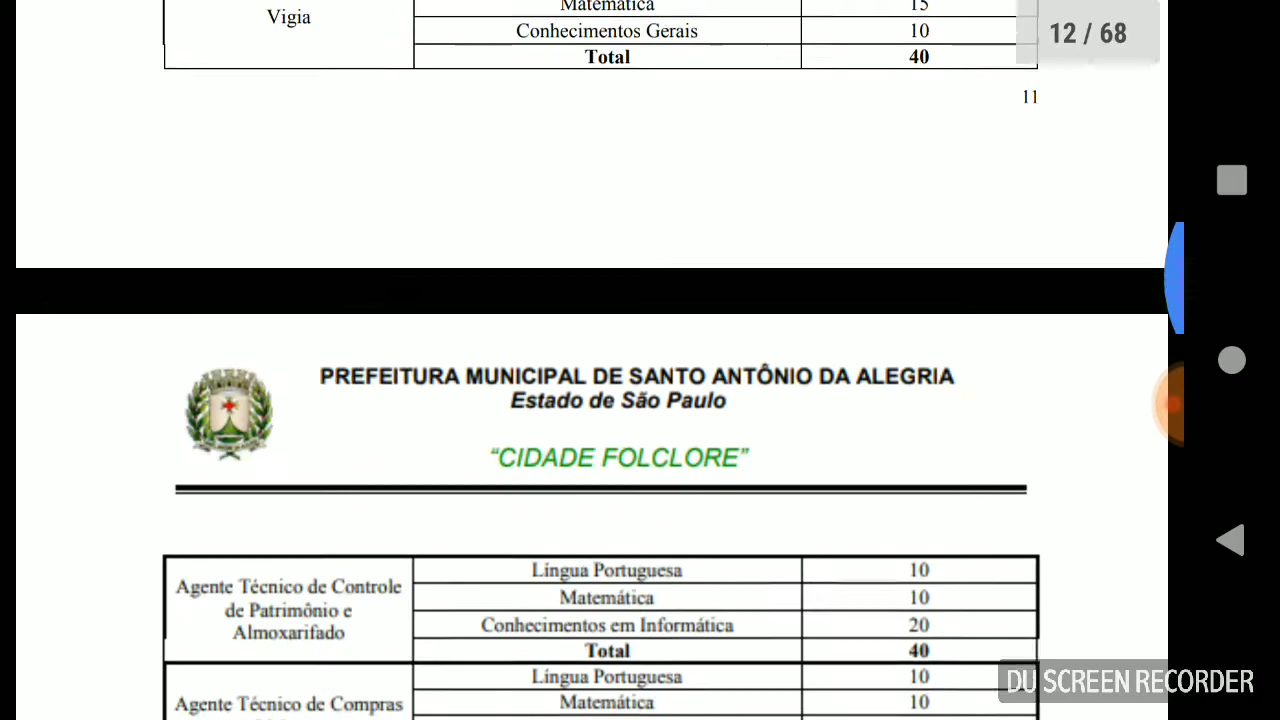 Matemática 15
Vigia
Conhecimentos Gerais 10
12 / 68
Total 40
11
PREFEITURA MUNICIPAL DE SANTO ANTÔNIO DA ALEGRIA
Estado de São Paulo
“CIDADE FOLCLORE”
Agente Técnico de Controle
de Patrimônio e
Almoxarifado
Língua Portuguesa 10
Matemática 10
Conhecimentos em Informática 20
Total 40
Agente Técnico de Compras
Língua Portuguesa 10
Matemática 10
DU SCREEN RECORDER